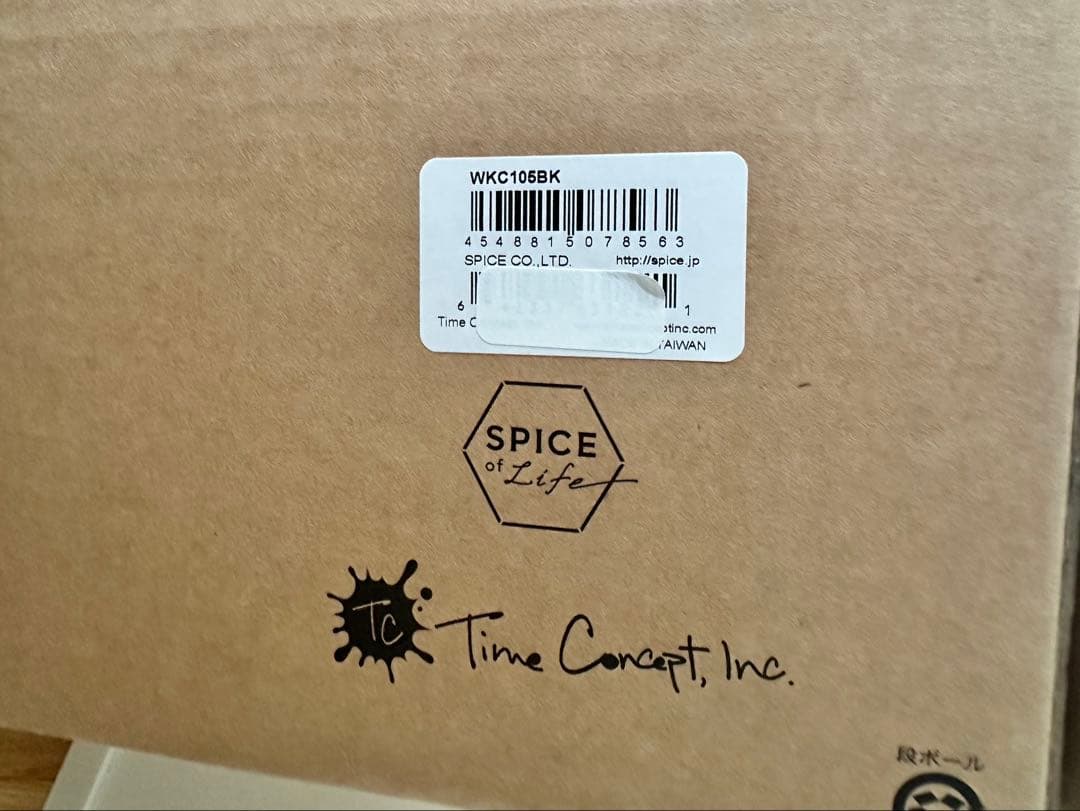 WKC105BK
4548815078563
SPICE CO.,LTD. http://spice.jp
6 1
Time C ptinc.com
TAIWAN
SPICE
of Life
Tc Time Concept, Inc.
段ボール